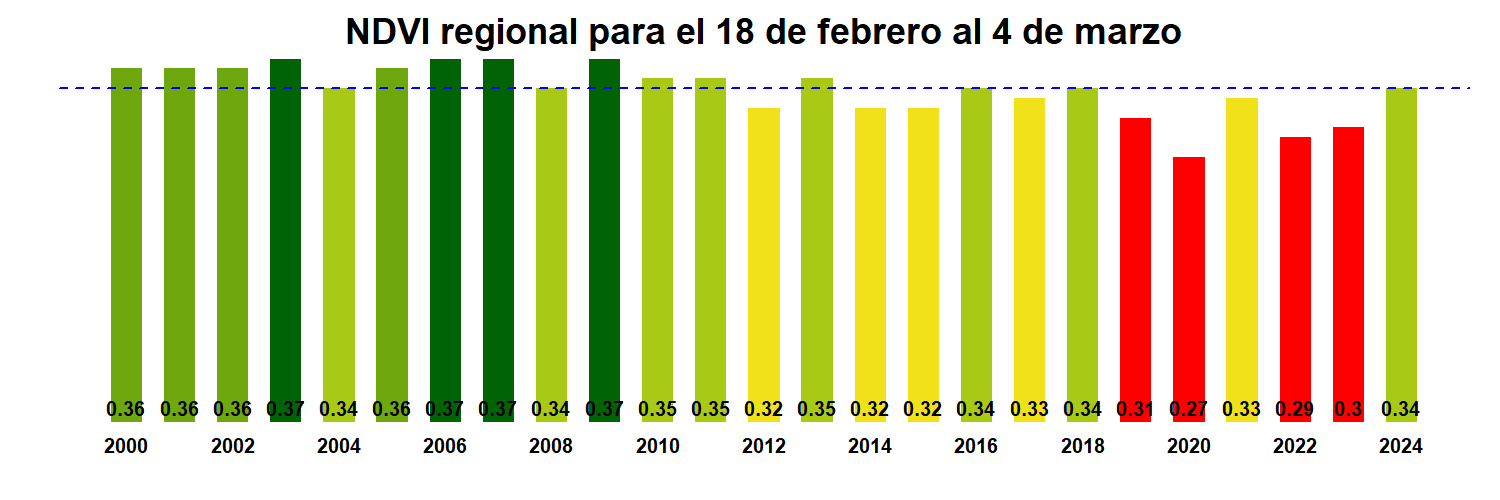 NDVI regional para el 18 de febrero al 4 de marzo
0.36 0.36 0.36 0.37 0.34 0.36 0.37 0.37 0.34 0.37 0.35 0.35 0.32 0.35 0.32 0.32 0.34 0.33 0.34 0.31 0.27 0.33 0.29 0.3 0.34
2000 2002 2004 2006 2008 2010 2012 2014 2016 2018 2020 2022 2024